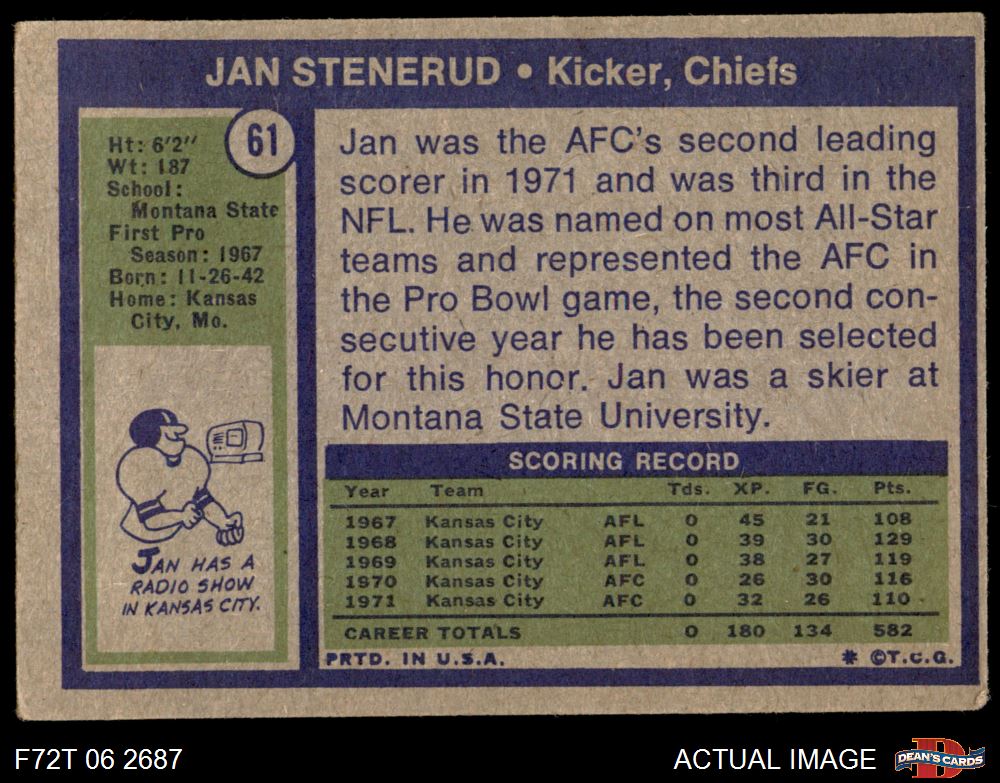 JAN STENERUD • Kicker, Chiefs
61
Ht: 6'2"
Wt: 187
School:
Montana State
First Pro
Season: 1967
Born: 11-26-42
Home: Kansas
City, Mo.
JAN HAS A
RADIO SHOW
IN KANSAS CITY.
Jan was the AFC's second leading
scorer in 1971 and was third in the
NFL. He was named on most All-Star
teams and represented the AFC in
the Pro Bowl game, the second con-
secutive year he has been selected
for this honor. Jan was a skier at
Montana State University.
SCORING RECORD
Year Team Tds. XP. FG. Pts.
1967 Kansas City AFL 0 45 21 108
1968 Kansas City AFL 0 39 30 129
1969 Kansas City AFL 0 38 27 119
1970 Kansas City AFC 0 26 30 116
1971 Kansas City AFC 0 32 26 110
CAREER TOTALS 0 180 134 582
PRTD. IN U.S.A. * ©T.C.G.
F72T 06 2687 ACTUAL IMAGE D DEAN'S CARDS